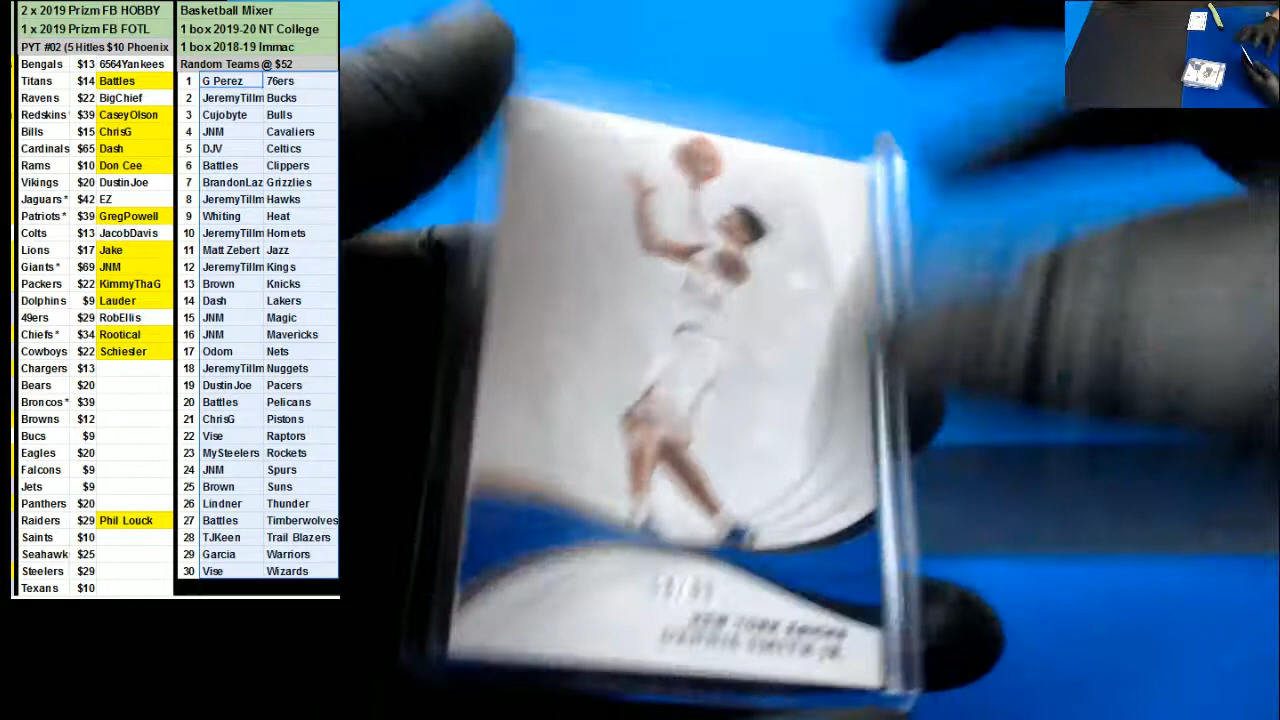 2 x 2019 Prizm FB HOBBY
1 x 2019 Prizm FB FOTL
PYT #02 (5 Hitles $10 Phoenix
Bengals $13 6564Yankees
Titans $14 Battles
Ravens $22 BigChief
Redskins* $39 CaseyOlson
Bills $15 ChrisG
Cardinals $65 Dash
Rams $10 Don Cee
Vikings $20 DustinJoe
Jaguars * $42 EZ
Patriots * $39 GregPowell
Colts $13 JacobDavis
Lions $17 Jake
Giants * $69 JNM
Packers $22 KimmyThaG
Dolphins $9 Lauder
49ers $29 RobEllis
Chiefs * $34 Rootical
Cowboys $22 Schiesler
Chargers $13
Bears $20
Broncos * $39
Browns $12
Bucs $9
Eagles $20
Falcons $9
Jets $9
Panthers $20
Raiders $29 Phil Louck
Saints $10
Seahawk $25
Steelers $29
Texans $10
Basketball Mixer
1 box 2019-20 NT College
1 box 2018-19 Immac
Random Teams @ $52
1 G Perez 76ers
2 JeremyTillm Bucks
3 Cujobyte Bulls
4 JNM Cavaliers
5 DJV Celtics
6 Battles Clippers
7 BrandonLaz Grizzlies
8 JeremyTillm Hawks
9 Whiting Heat
10 JeremyTillm Hornets
11 Matt Zebert Jazz
12 JeremyTillm Kings
13 Brown Knicks
14 Dash Lakers
15 JNM Magic
16 JNM Mavericks
17 Odom Nets
18 JeremyTillm Nuggets
19 DustinJoe Pacers
20 Battles Pelicans
21 ChrisG Pistons
22 Vise Raptors
23 MySteelers Rockets
24 JNM Spurs
25 Brown Suns
26 Lindner Thunder
27 Battles Timberwolves
28 TJKeen Trail Blazers
29 Garcia Warriors
30 Vise Wizards
NEW YORK KNICKS
DENNIS SMITH JR.